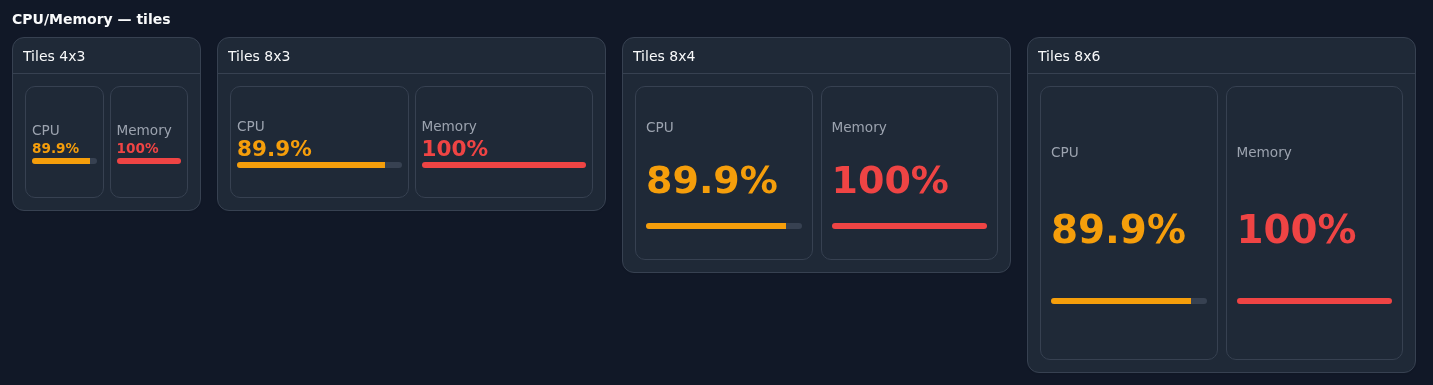 CPU/Memory — tiles
Tiles 4x3
CPU
89.9%
Memory
100%
Tiles 8x3
CPU
89.9%
Memory
100%
Tiles 8x4
CPU
89.9%
Memory
100%
Tiles 8x6
CPU
89.9%
Memory
100%